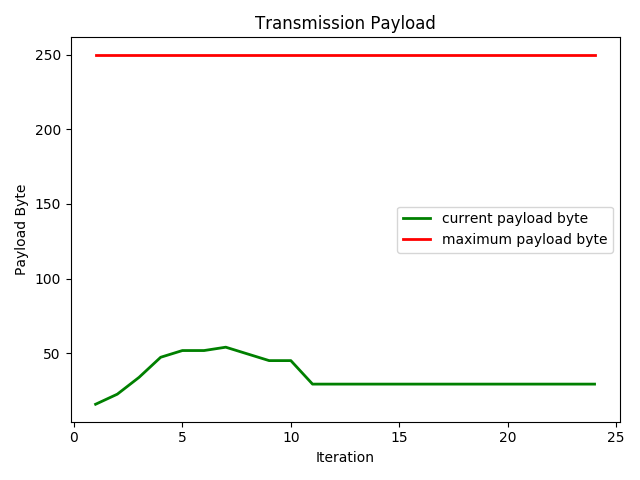 Transmission Payload
Payload Byte
250
200
150
100
50
current payload byte
maximum payload byte
0
5
10
15
20
25
Iteration